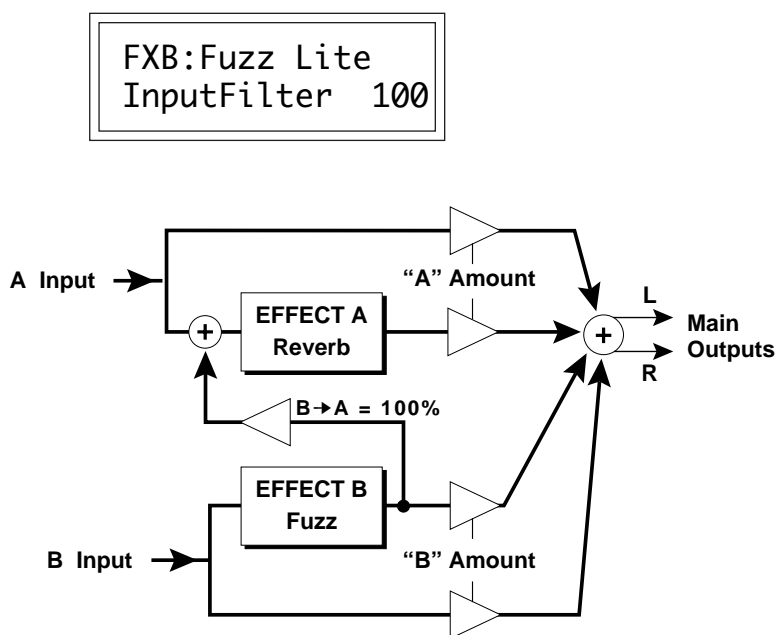 FXB:Fuzz Lite
InputFilter 100
A Input
“A” Amount
L
Main
Outputs
R
+
EFFECT A
Reverb
+
B→A = 100%
EFFECT B
Fuzz
B Input
“B” Amount